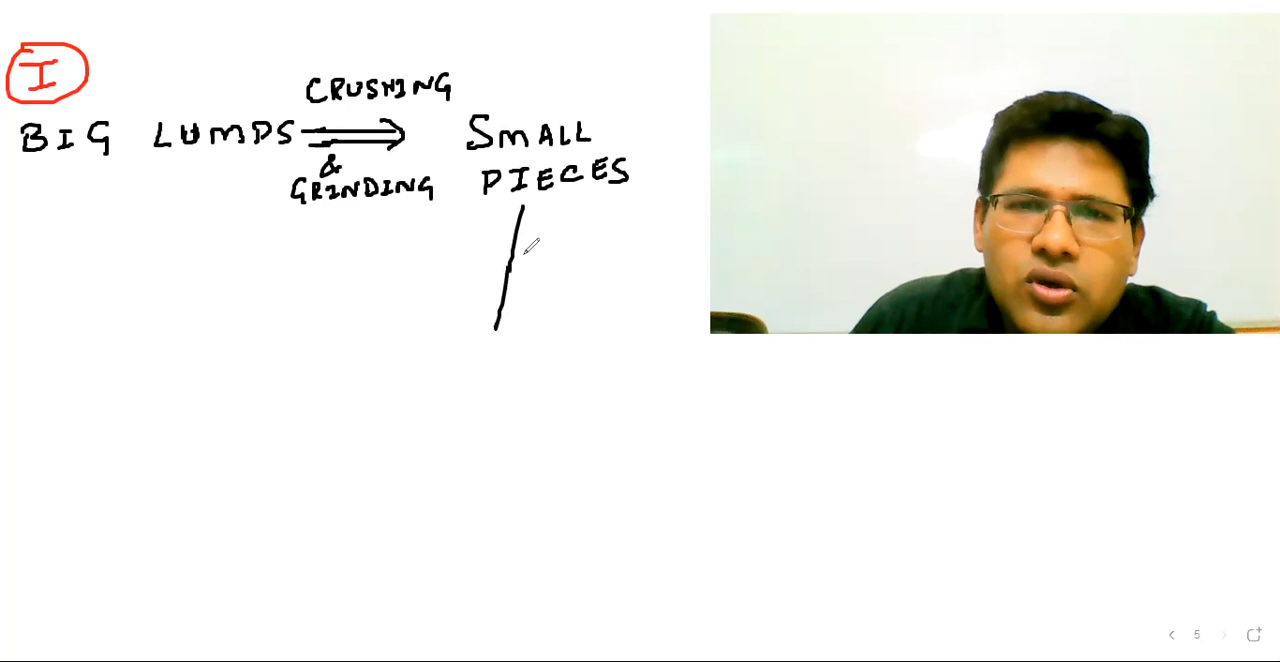 I
CRUSHING
BIG LUMPS ⟹ SMALL
& PIECES
GRINDING
5